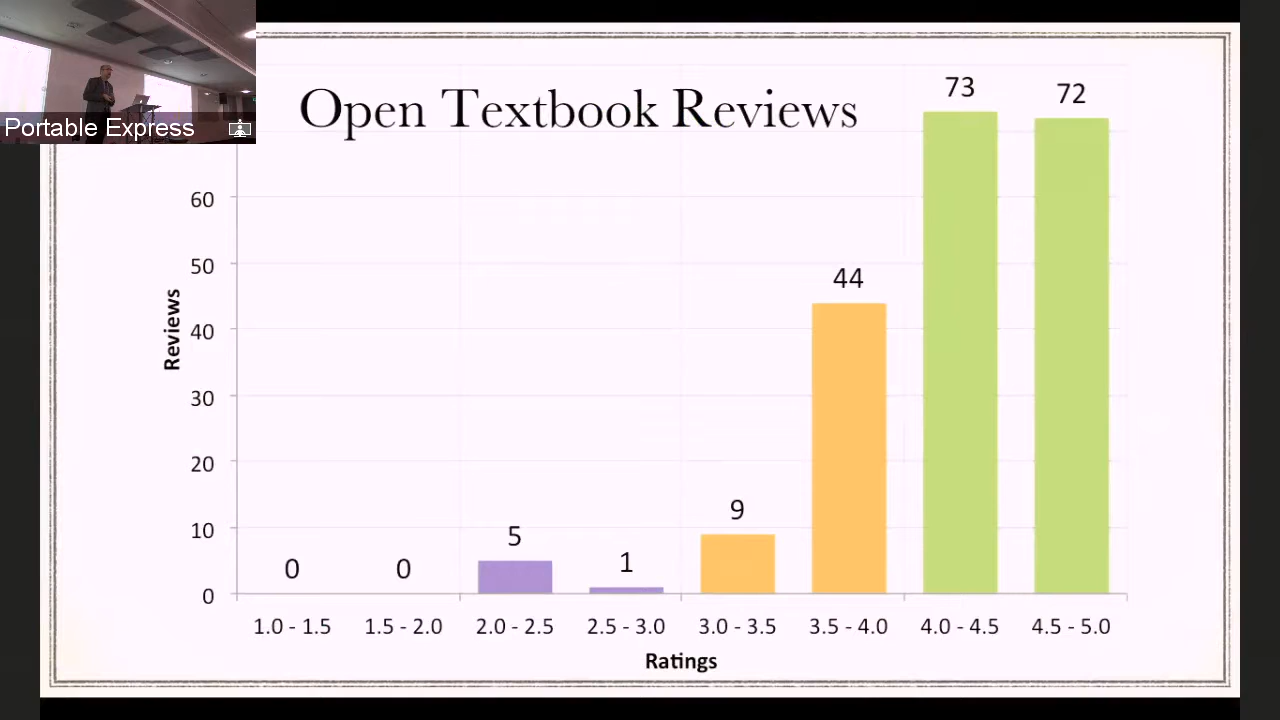 Portable Express
Open Textbook Reviews
73
72
60
50
40
30
20
10
0
Reviews
44
9
5
1
0
0
1.0 - 1.5
1.5 - 2.0
2.0 - 2.5
2.5 - 3.0
3.0 - 3.5
3.5 - 4.0
4.0 - 4.5
4.5 - 5.0
Ratings